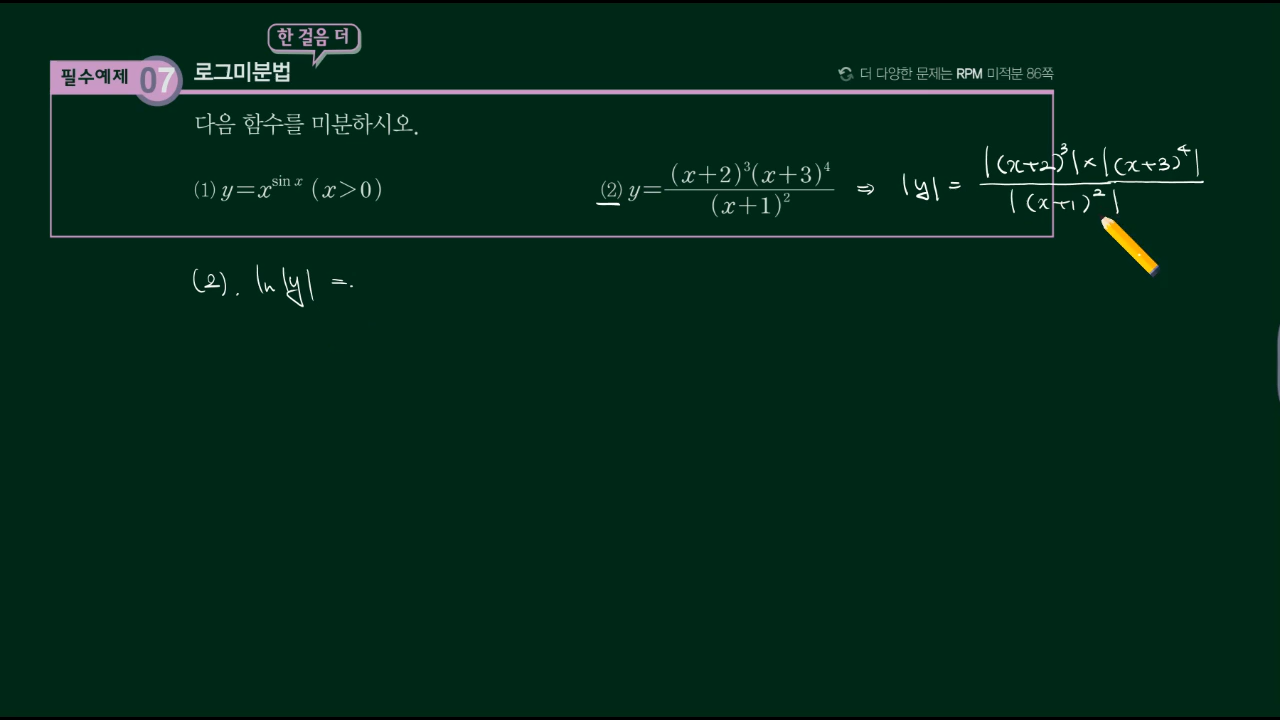 한 걸음 더
필수예제 07 로그미분법
더 다양한 문제는 RPM 미적분 86쪽
다음 함수를 미분하시오.
(1) y=x^{sin x} (x>0)
(2) y=\frac{(x+2)^3(x+3)^4}{(x+1)^2} ⇒ |y| = \frac{|(x+2)^3|×|(x+3)^4|}{|(x+1)^2|}
(2). ln|y| =.